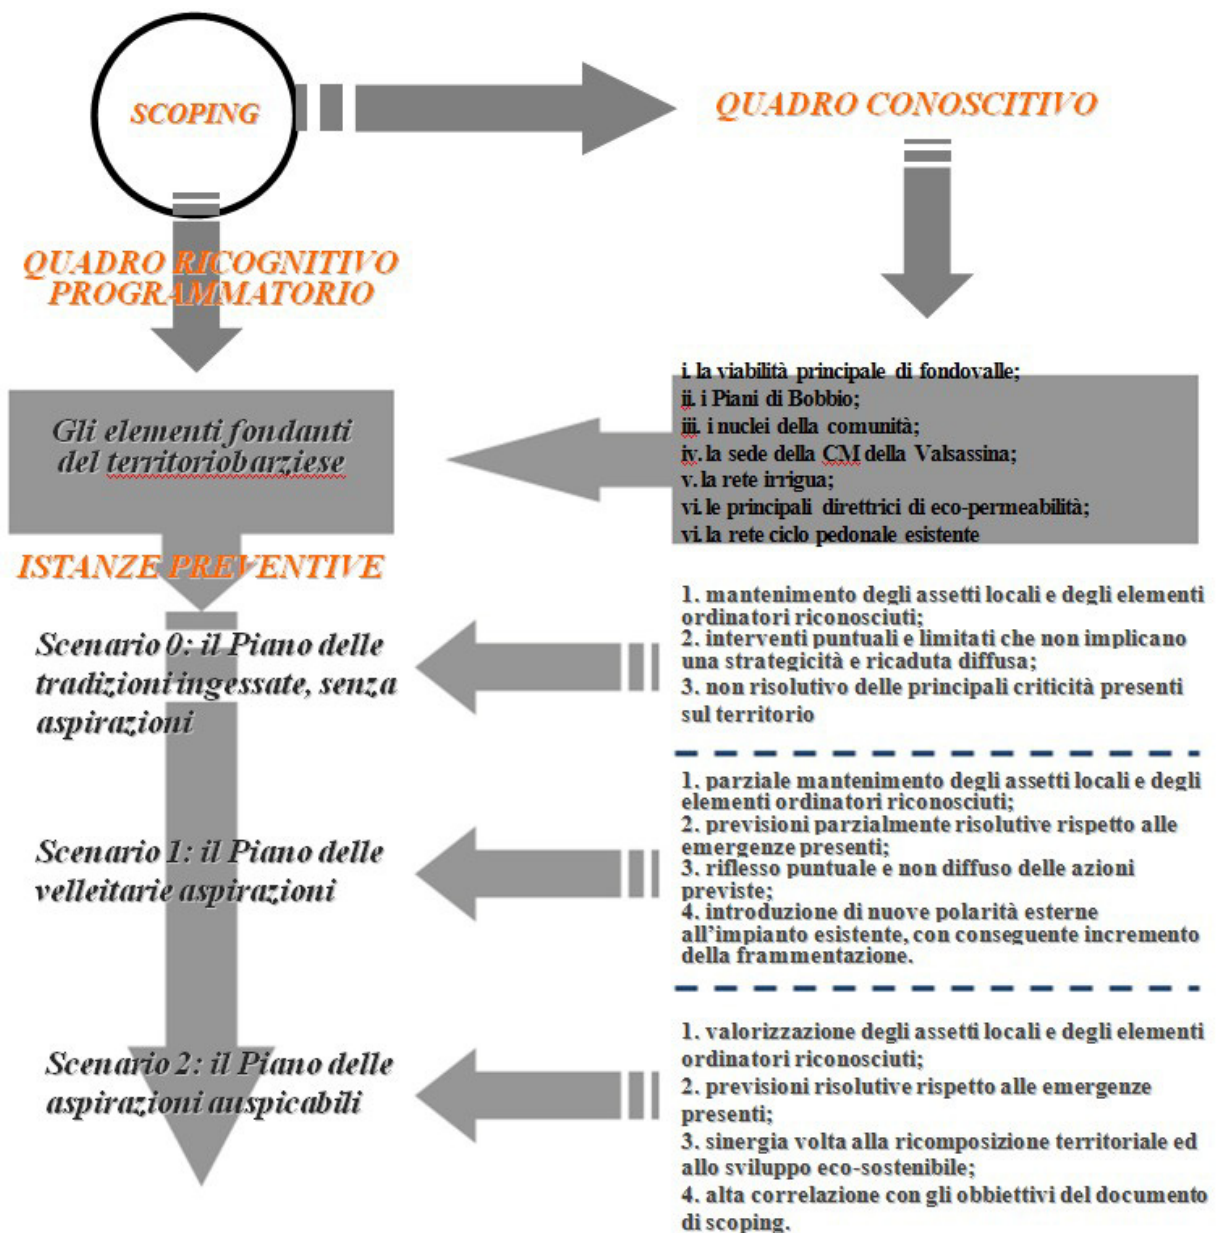 SCOPING
QUADRO CONOSCITIVO
QUADRO RICOGNITIVO
PROGRAMMATORIO
i. la viabilità principale di fondovalle;
ii. i Piani di Bobbio;
iii. i nuclei della comunità;
iv. la sede della CM della Valsassina;
v. la rete irrigua;
vi. le principali direttrici di eco-permeabilità;
vi. la rete ciclo pedonale esistente
Gli elementi fondanti
del territoriobarziese
ISTANZE PREVENTIVE
Scenario 0: il Piano delle
tradizioni ingessate, senza
aspirazioni
1. mantenimento degli assetti locali e degli elementi
ordinatori riconosciuti;
2. interventi puntuali e limitati che non implicano
una strategicità e ricaduta diffusa;
3. non risolutivo delle principali criticità presenti
sul territorio
Scenario 1: il Piano delle
velleitarie aspirazioni
1. parziale mantenimento degli assetti locali e degli
elementi ordinatori riconosciuti;
2. previsioni parzialmente risolutive rispetto alle
emergenze presenti;
3. riflesso puntuale e non diffuso delle azioni
previste;
4. introduzione di nuove polarità esterne
all'impianto esistente, con conseguente incremento
della frammentazione.
Scenario 2: il Piano delle
aspirazioni auspicabili
1. valorizzazione degli assetti locali e degli elementi
ordinatori riconosciuti;
2. previsioni risolutive rispetto alle emergenze
presenti;
3. sinergia volta alla ricomposizione territoriale ed
allo sviluppo eco-sostenibile;
4. alta correlazione con gli obbiettivi del documento
di scoping.